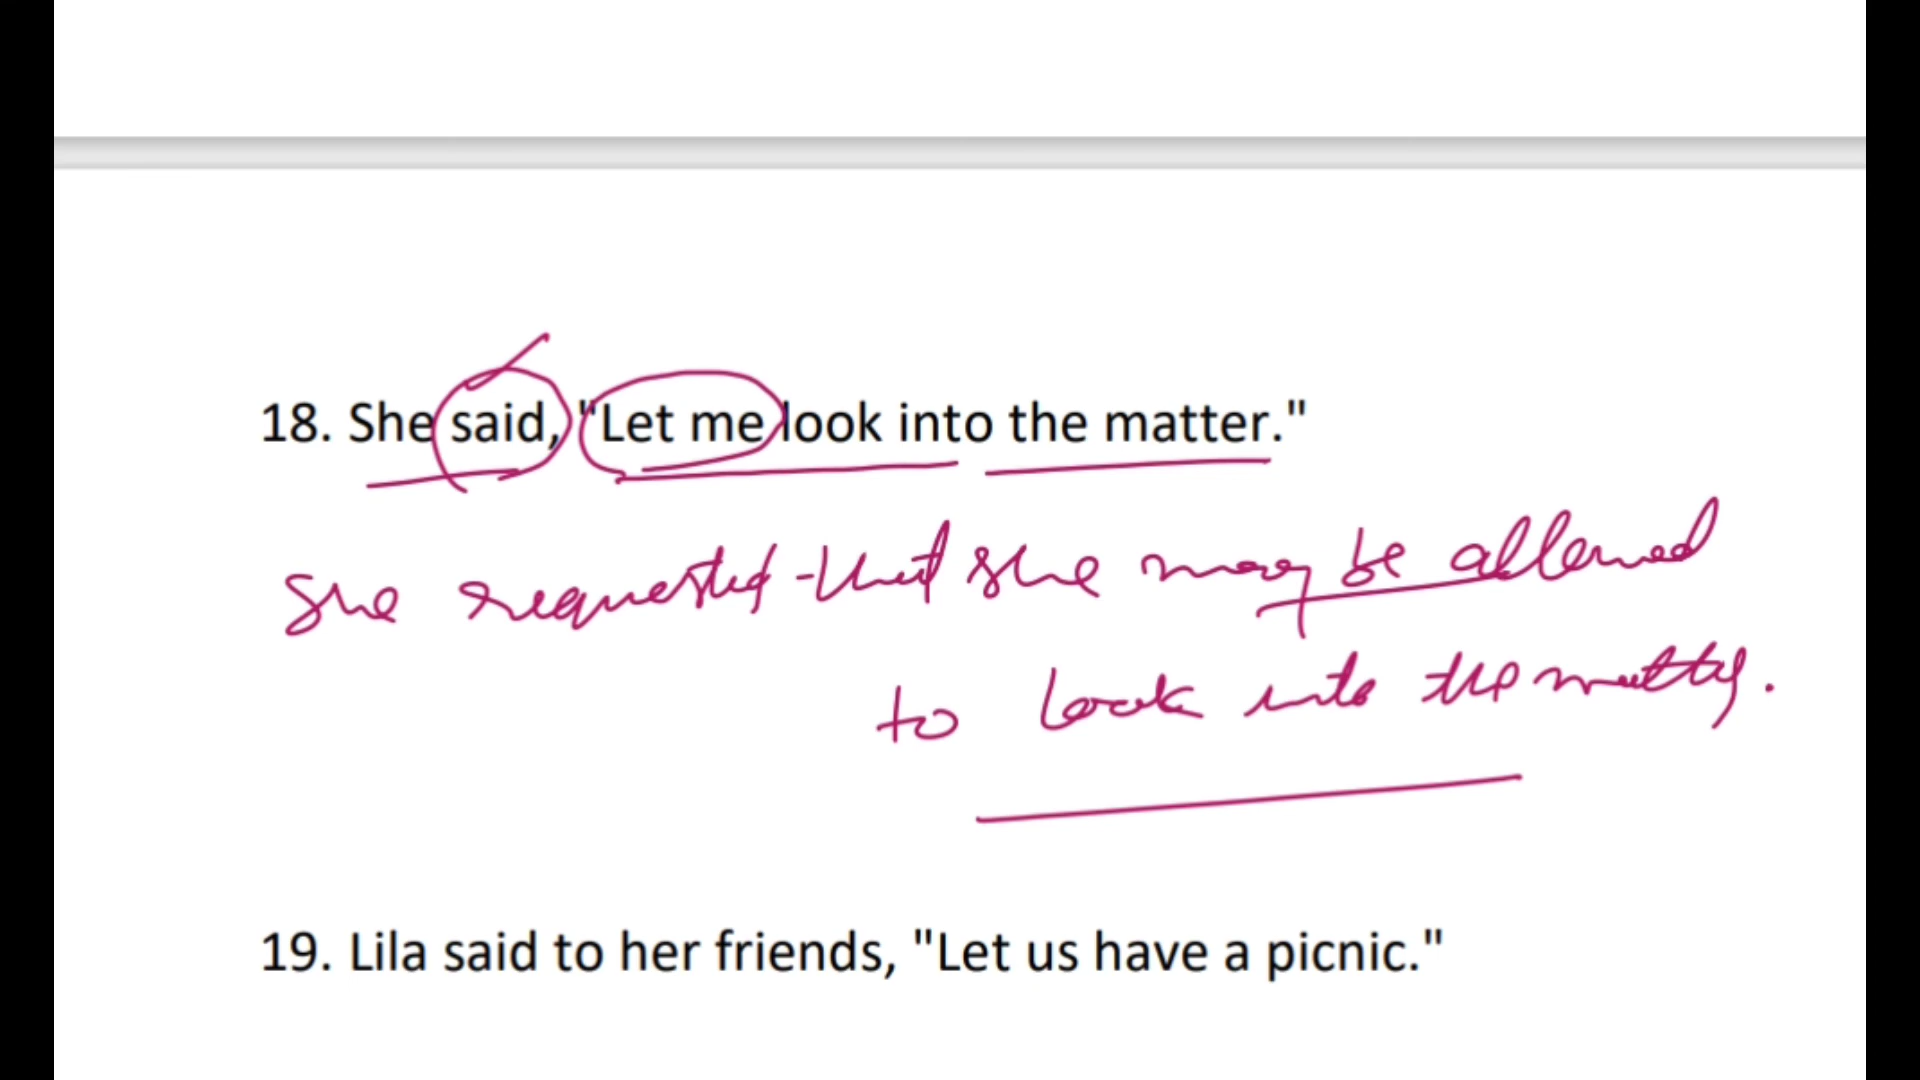 18. She said, "Let me look into the matter."
She requested that she may be allowed
to look into the matter.
19. Lila said to her friends, "Let us have a picnic."